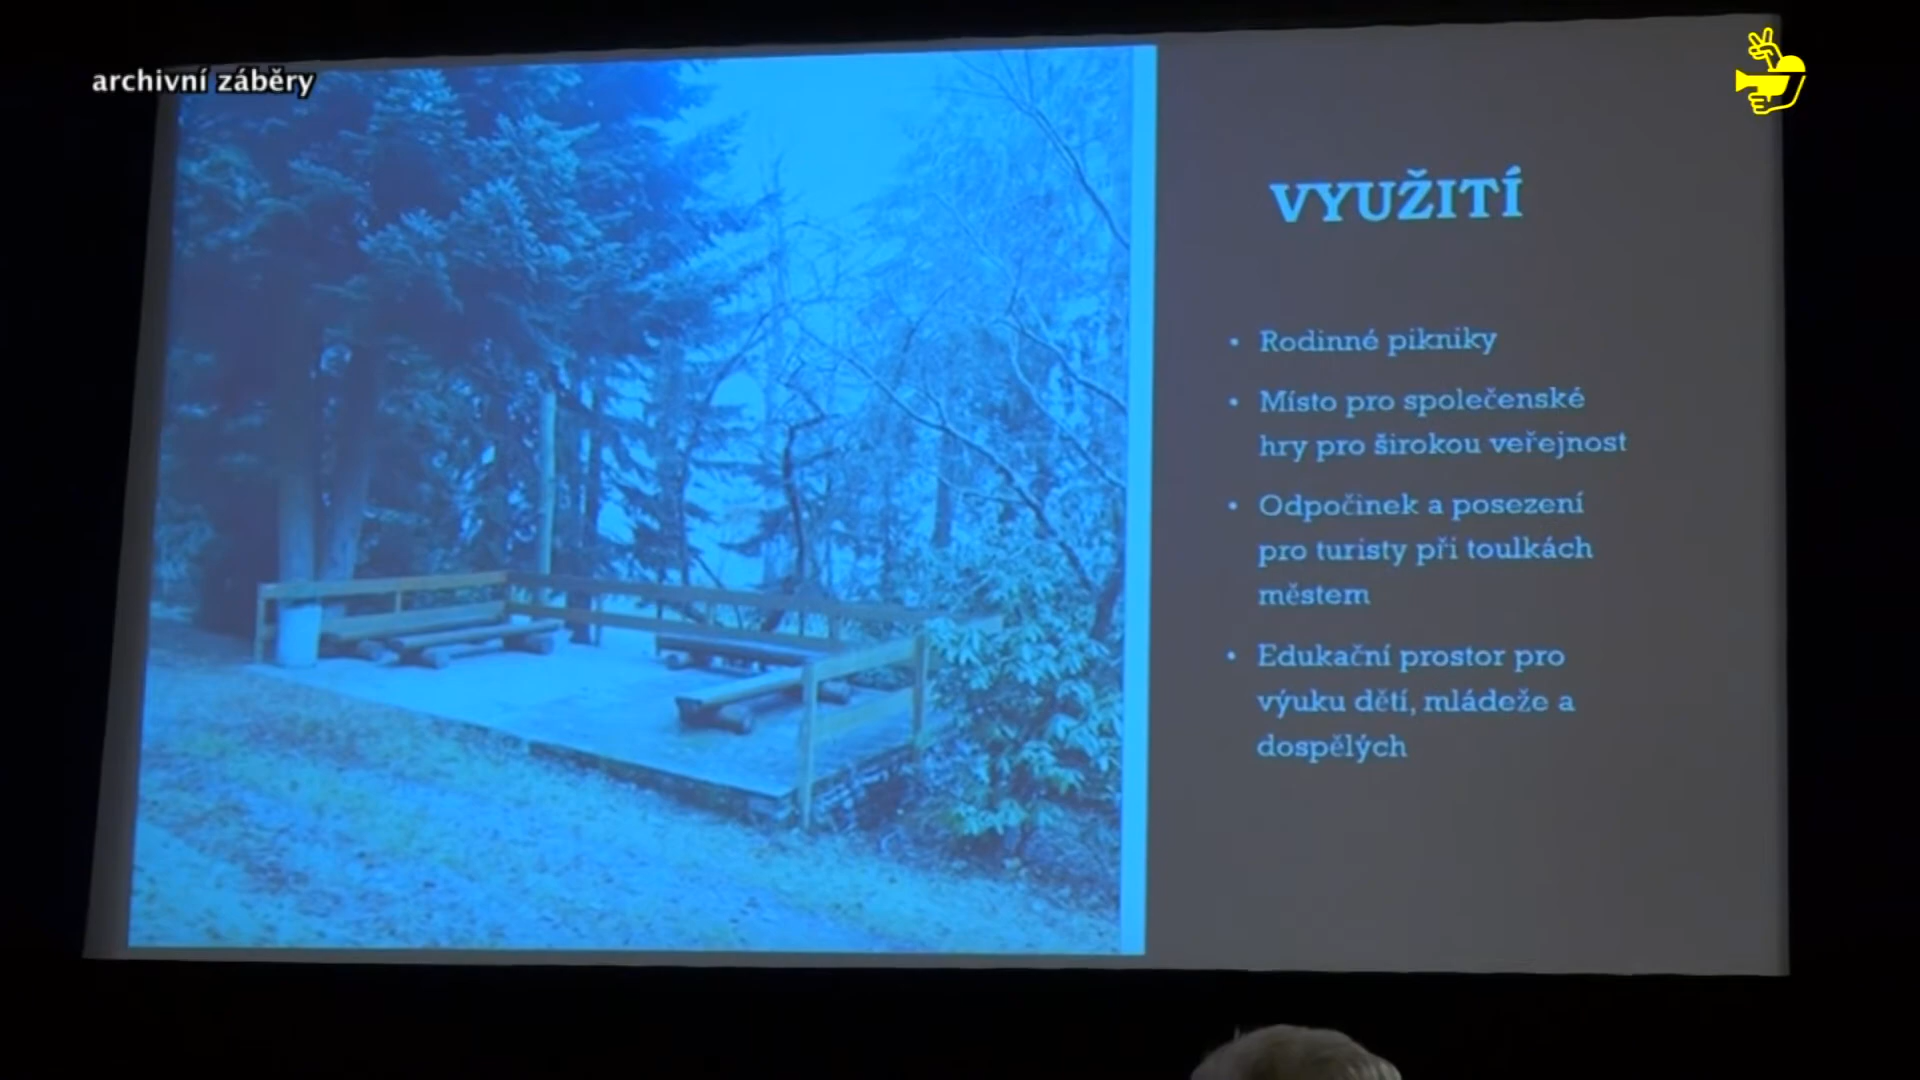 archivní záběry
VYUŽITÍ
• Rodinné pikniky
• Místo pro společenské
hry pro širokou veřejnost
• Odpočinek a posezení
pro turisty při toulkách
městem
• Edukační prostor pro
výuku dětí, mládeže a
dospělých